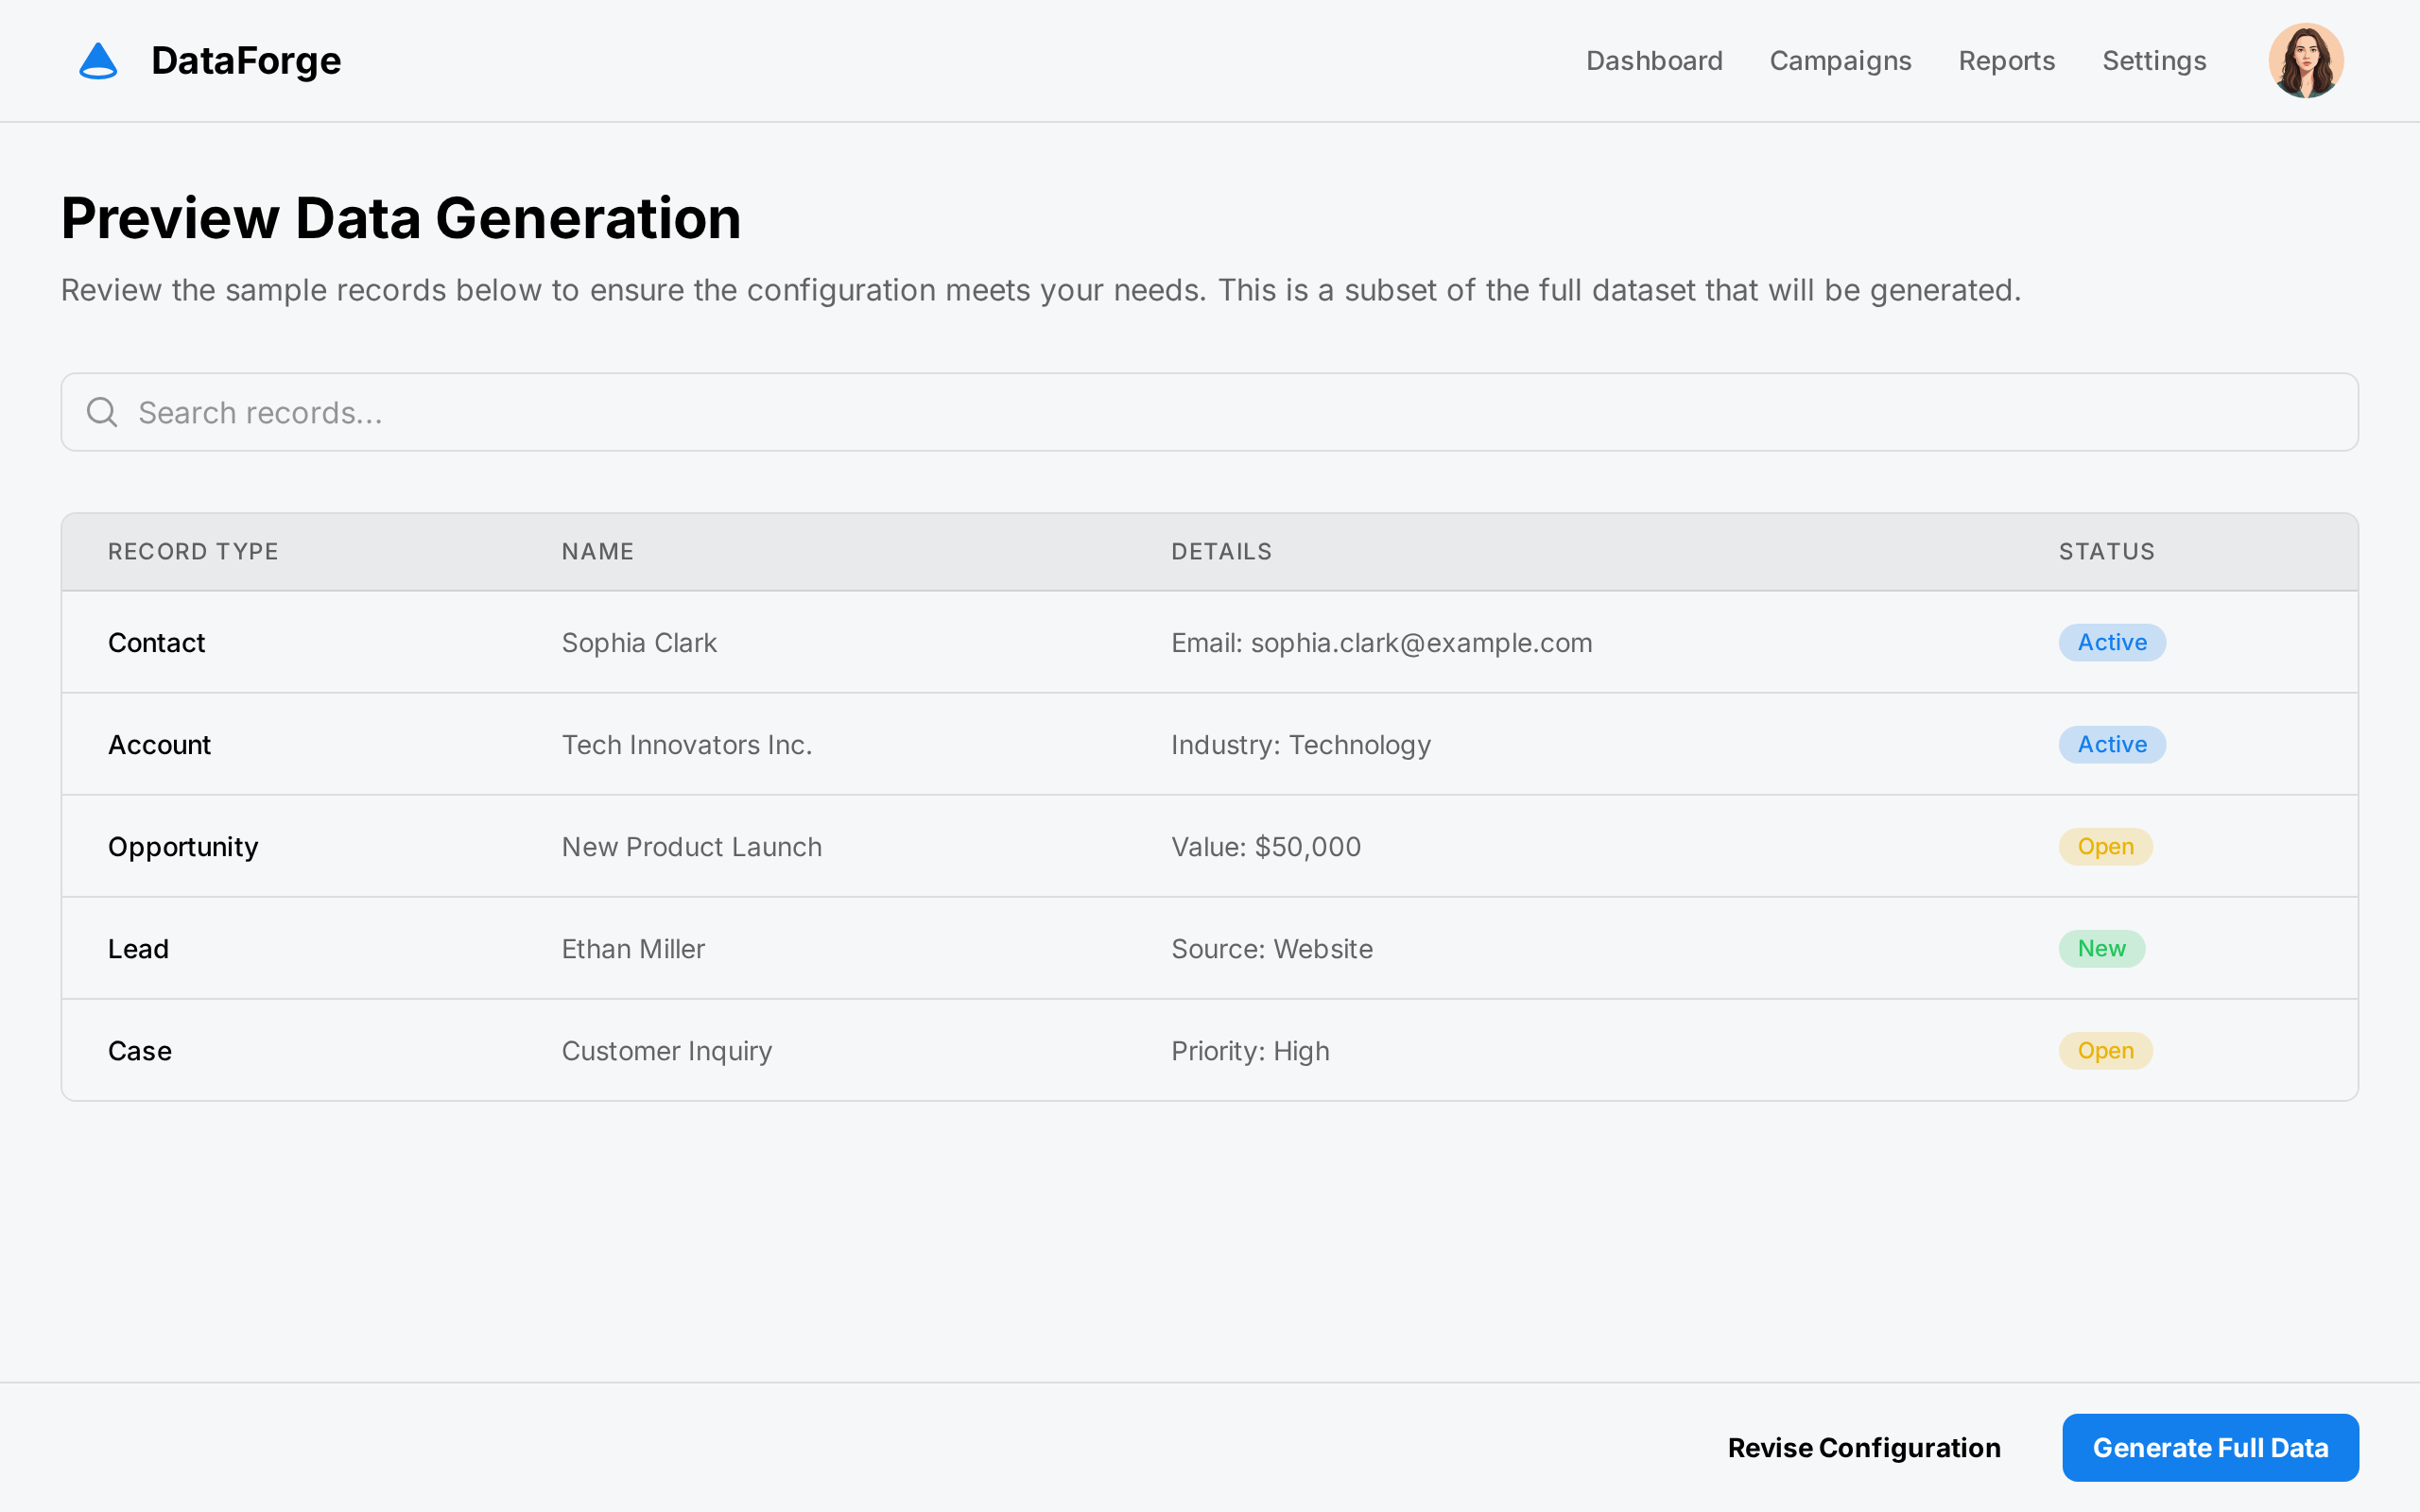 DataForge
Dashboard Campaigns Reports Settings
Preview Data Generation
Review the sample records below to ensure the configuration meets your needs. This is a subset of the full dataset that will be generated.
Search records...
RECORD TYPE NAME DETAILS STATUS
Contact Sophia Clark Email: sophia.clark@example.com Active
Account Tech Innovators Inc. Industry: Technology Active
Opportunity New Product Launch Value: $50,000 Open
Lead Ethan Miller Source: Website New
Case Customer Inquiry Priority: High Open
Revise Configuration Generate Full Data